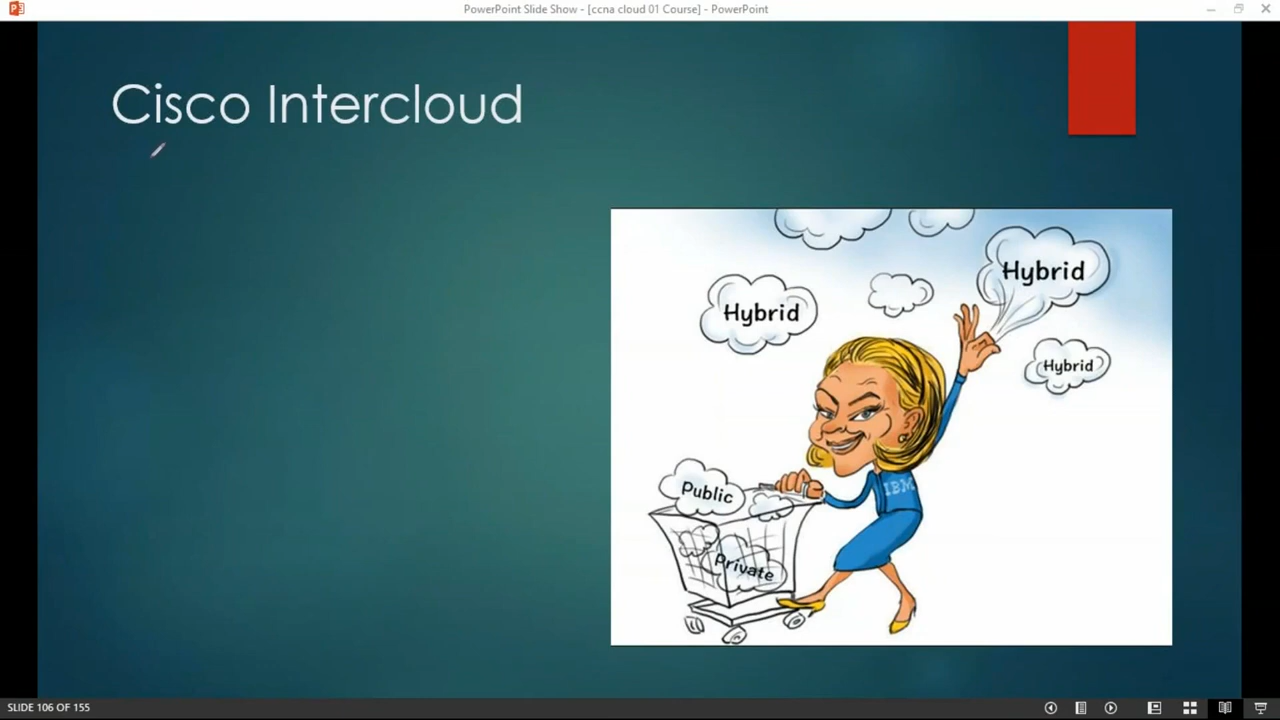 PowerPoint Slide Show - [ccna cloud 01 Course] - PowerPoint
Cisco Intercloud
Hybrid
Hybrid
Hybrid
Public
IBM
Private
SLIDE 106 OF 155